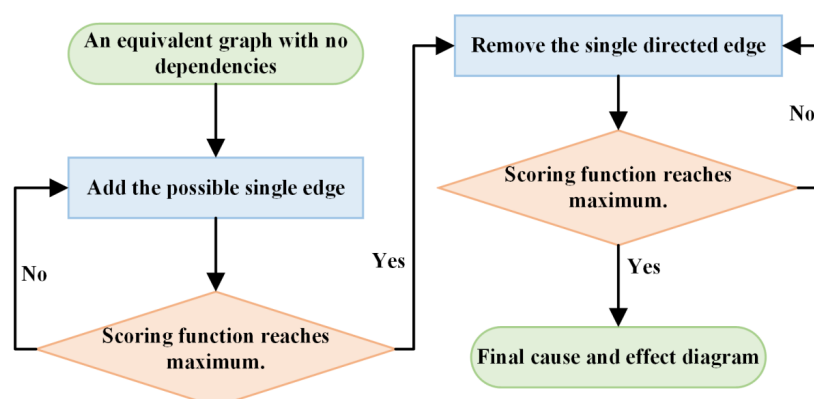 An equivalent graph with no
dependencies
Add the possible single edge
No
Scoring function reaches
maximum.
Yes
Remove the single directed edge
No
Scoring function reaches
maximum.
Yes
Final cause and effect diagram